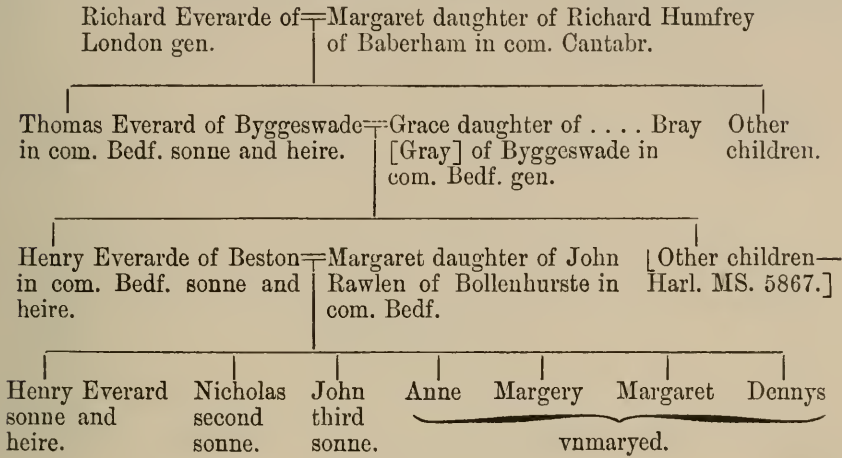 Richard Everarde of=Margaret daughter of Richard Humfrey
London gen. of Baberham in com. Cantabr.
Thomas Everard of Byggeswade=Grace daughter of .... Bray Other
in com. Bedf. sonne and heire. [Gray] of Byggeswade in children.
com. Bedf. gen.
Henry Everarde of Beston=Margaret daughter of John [Other children—
in com. Bedf. sonne and Rawlen of Bollenhurste in Harl. MS. 5867.]
heire. com. Bedf.
Henry Everard Nicholas John Anne Margery Margaret Dennys
sonne and second third
heire. sonne. sonne. vnmaryed.